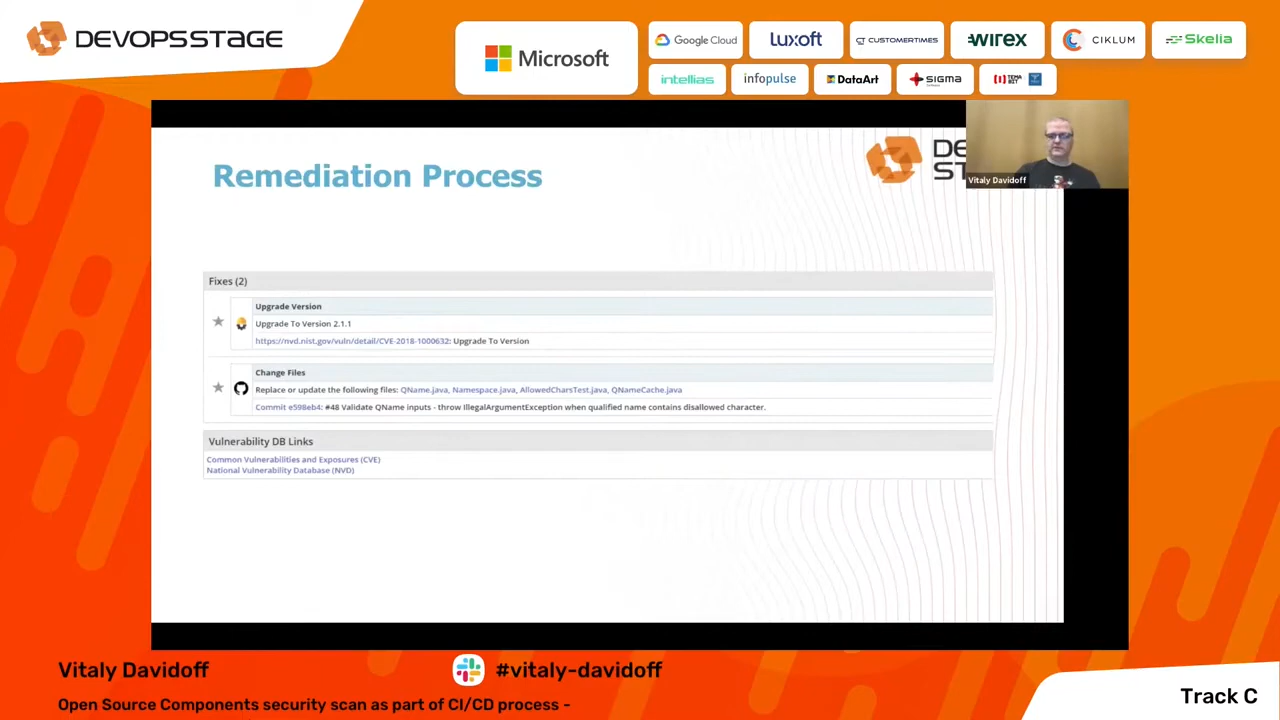 DEVOPSSTAGE
Microsoft
Google Cloud
luxoft
CUSTOMERTIMES
WIREX
CIKLUM
Skelia
intellias
infopulse
DataArt
SIGMA
TEMA
BIT
Remediation Process
DE
ST
Vitaly Davidoff
Fixes (2)
Upgrade Version
Upgrade To Version 2.1.1
https://nvd.nist.gov/vuln/detail/CVE-2018-1000632: Upgrade To Version
Change Files
Replace or update the following files: QName.java, Namespace.java, AllowedCharsTest.java, QNameCache.java
Commit e598eb4: #48 Validate QName inputs - throw IllegalArgumentException when qualified name contains disallowed character.
Vulnerability DB Links
Common Vulnerabilities and Exposures (CVE)
National Vulnerability Database (NVD)
Vitaly Davidoff
#vitaly-davidoff
Open Source Components security scan as part of CI/CD process -
Track C